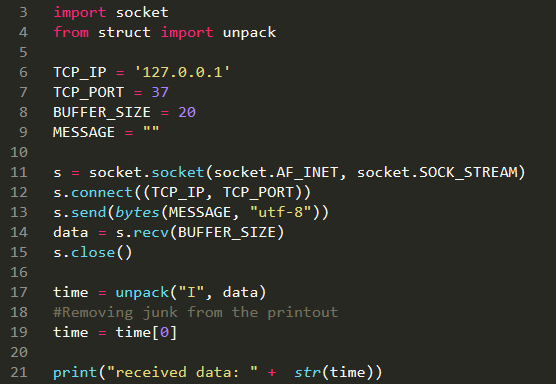 3 import socket
4 from struct import unpack
5
6 TCP_IP = '127.0.0.1'
7 TCP_PORT = 37
8 BUFFER_SIZE = 20
9 MESSAGE = ""
10
11 s = socket.socket(socket.AF_INET, socket.SOCK_STREAM)
12 s.connect((TCP_IP, TCP_PORT))
13 s.send(bytes(MESSAGE, "utf-8"))
14 data = s.recv(BUFFER_SIZE)
15 s.close()
16
17 time = unpack("I", data)
18 #Removing junk from the printout
19 time = time[0]
20
21 print("received data: " +  str(time))